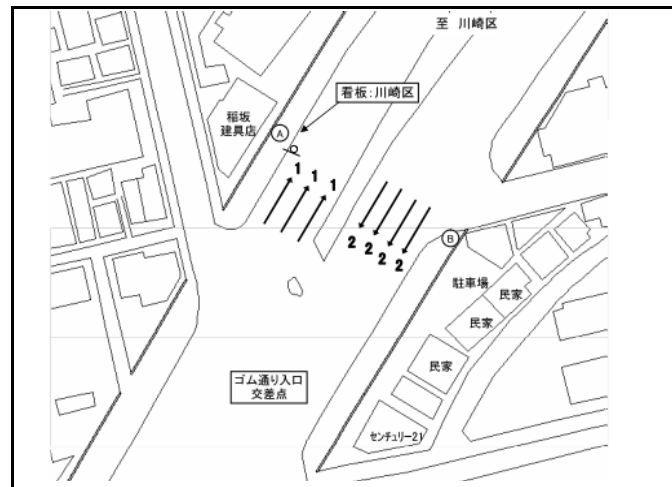 至 川崎区
看板:川崎区
稲坂
建具店
A
1
1
1
2
2
2
2
B
駐車場
民家
民家
民家
ゴム通り入口
交差点
センチュリー21